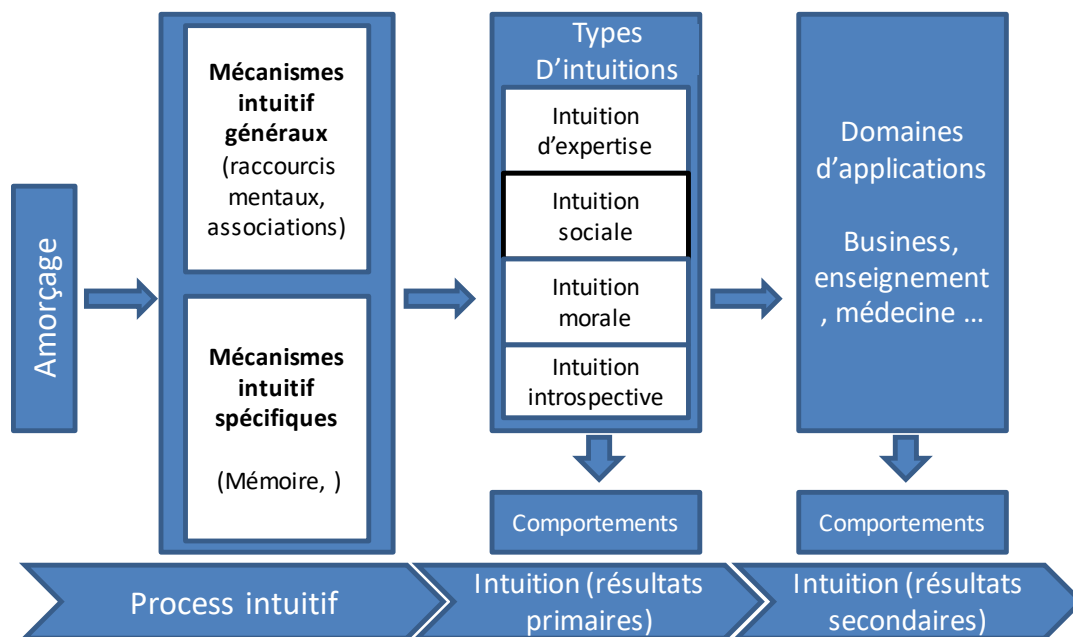 Amorçage
Mécanismes
intuitif
généraux
(raccourcis
mentaux,
associations)
Mécanismes
intuitif
spécifiques
(Mémoire, )
Types
D’intuitions
Intuition
d’expertise
Intuition
sociale
Intuition
morale
Intuition
introspective
Comportements
Domaines
d’applications
Business,
enseignement
, médecine …
Comportements
Process intuitif
Intuition (résultats
primaires)
Intuition (résultats
secondaires)